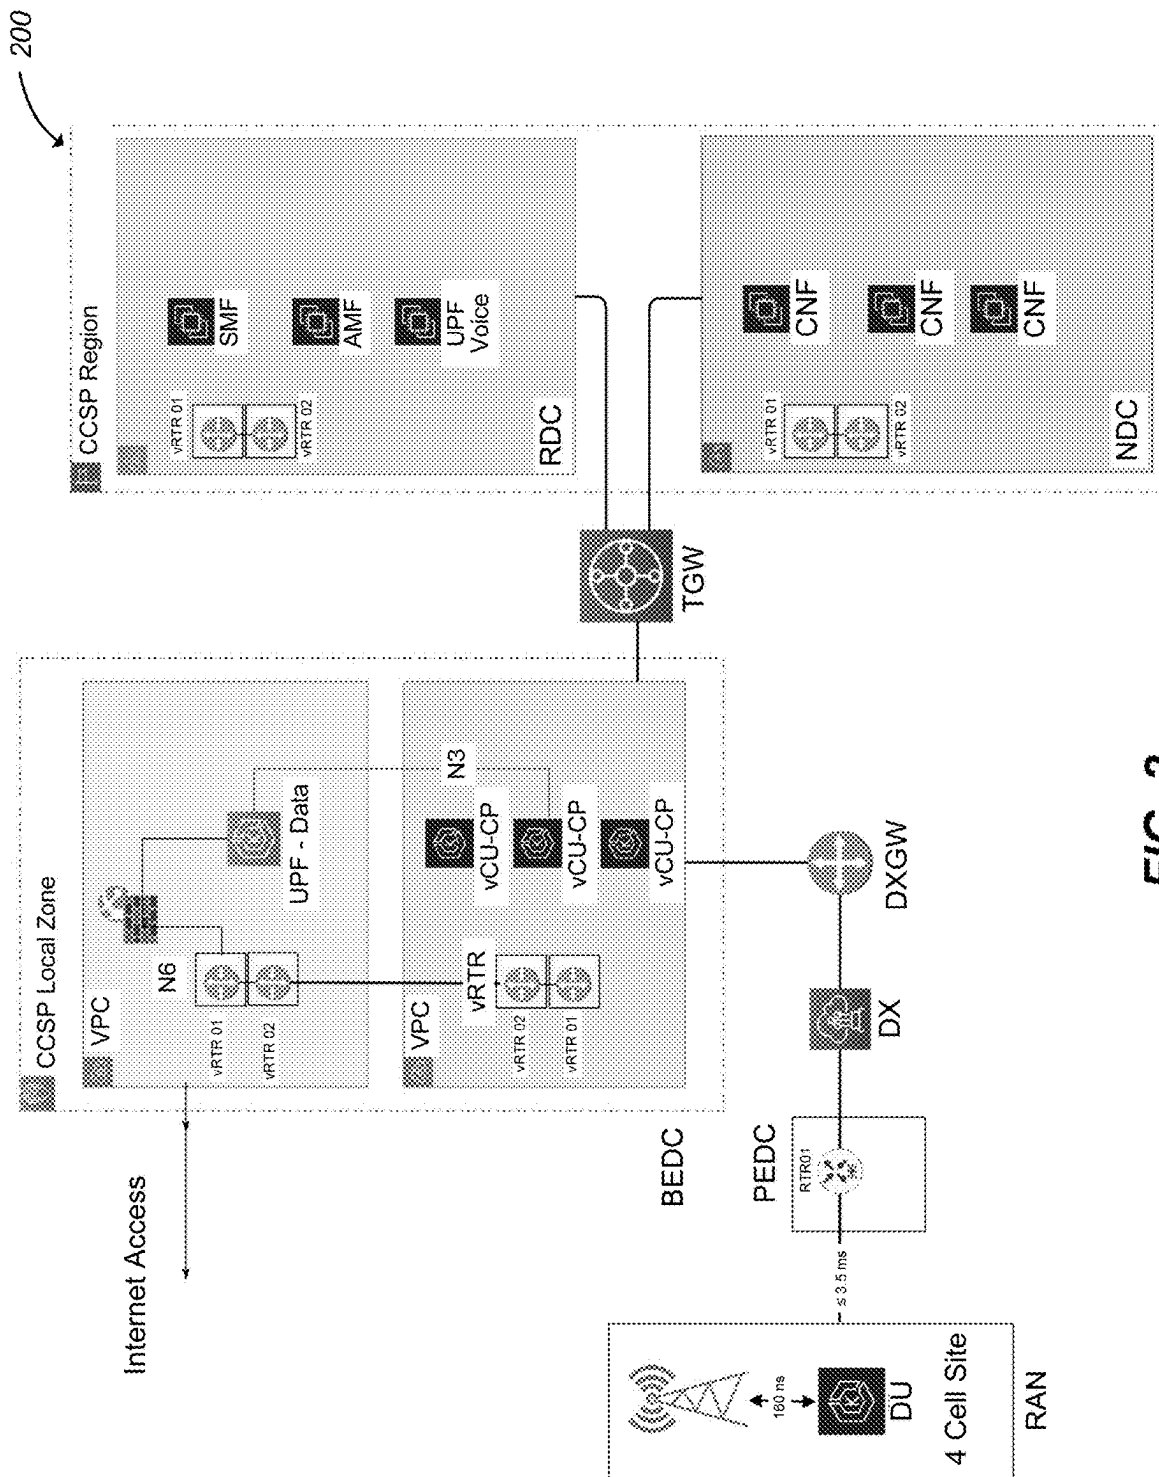 200
CCSP Region
vRTR 01
vRTR 02
SMF
AMF
UPF
Voice
RDC
vRTR 01
vRTR 02
CNF
CNF
CNF
NDC
TGW
CCSP Local Zone
VPC
N6
vRTR 01
vRTR 02
UPF - Data
N3
VPC
vRTR
vRTR 02
vRTR 01
vCU-CP
vCU-CP
vCU-CP
BEDC
Internet Access
DXGW
DX
PEDC
RTR01
≤ 3.5 ms
160 ns
DU
4 Cell Site
RAN